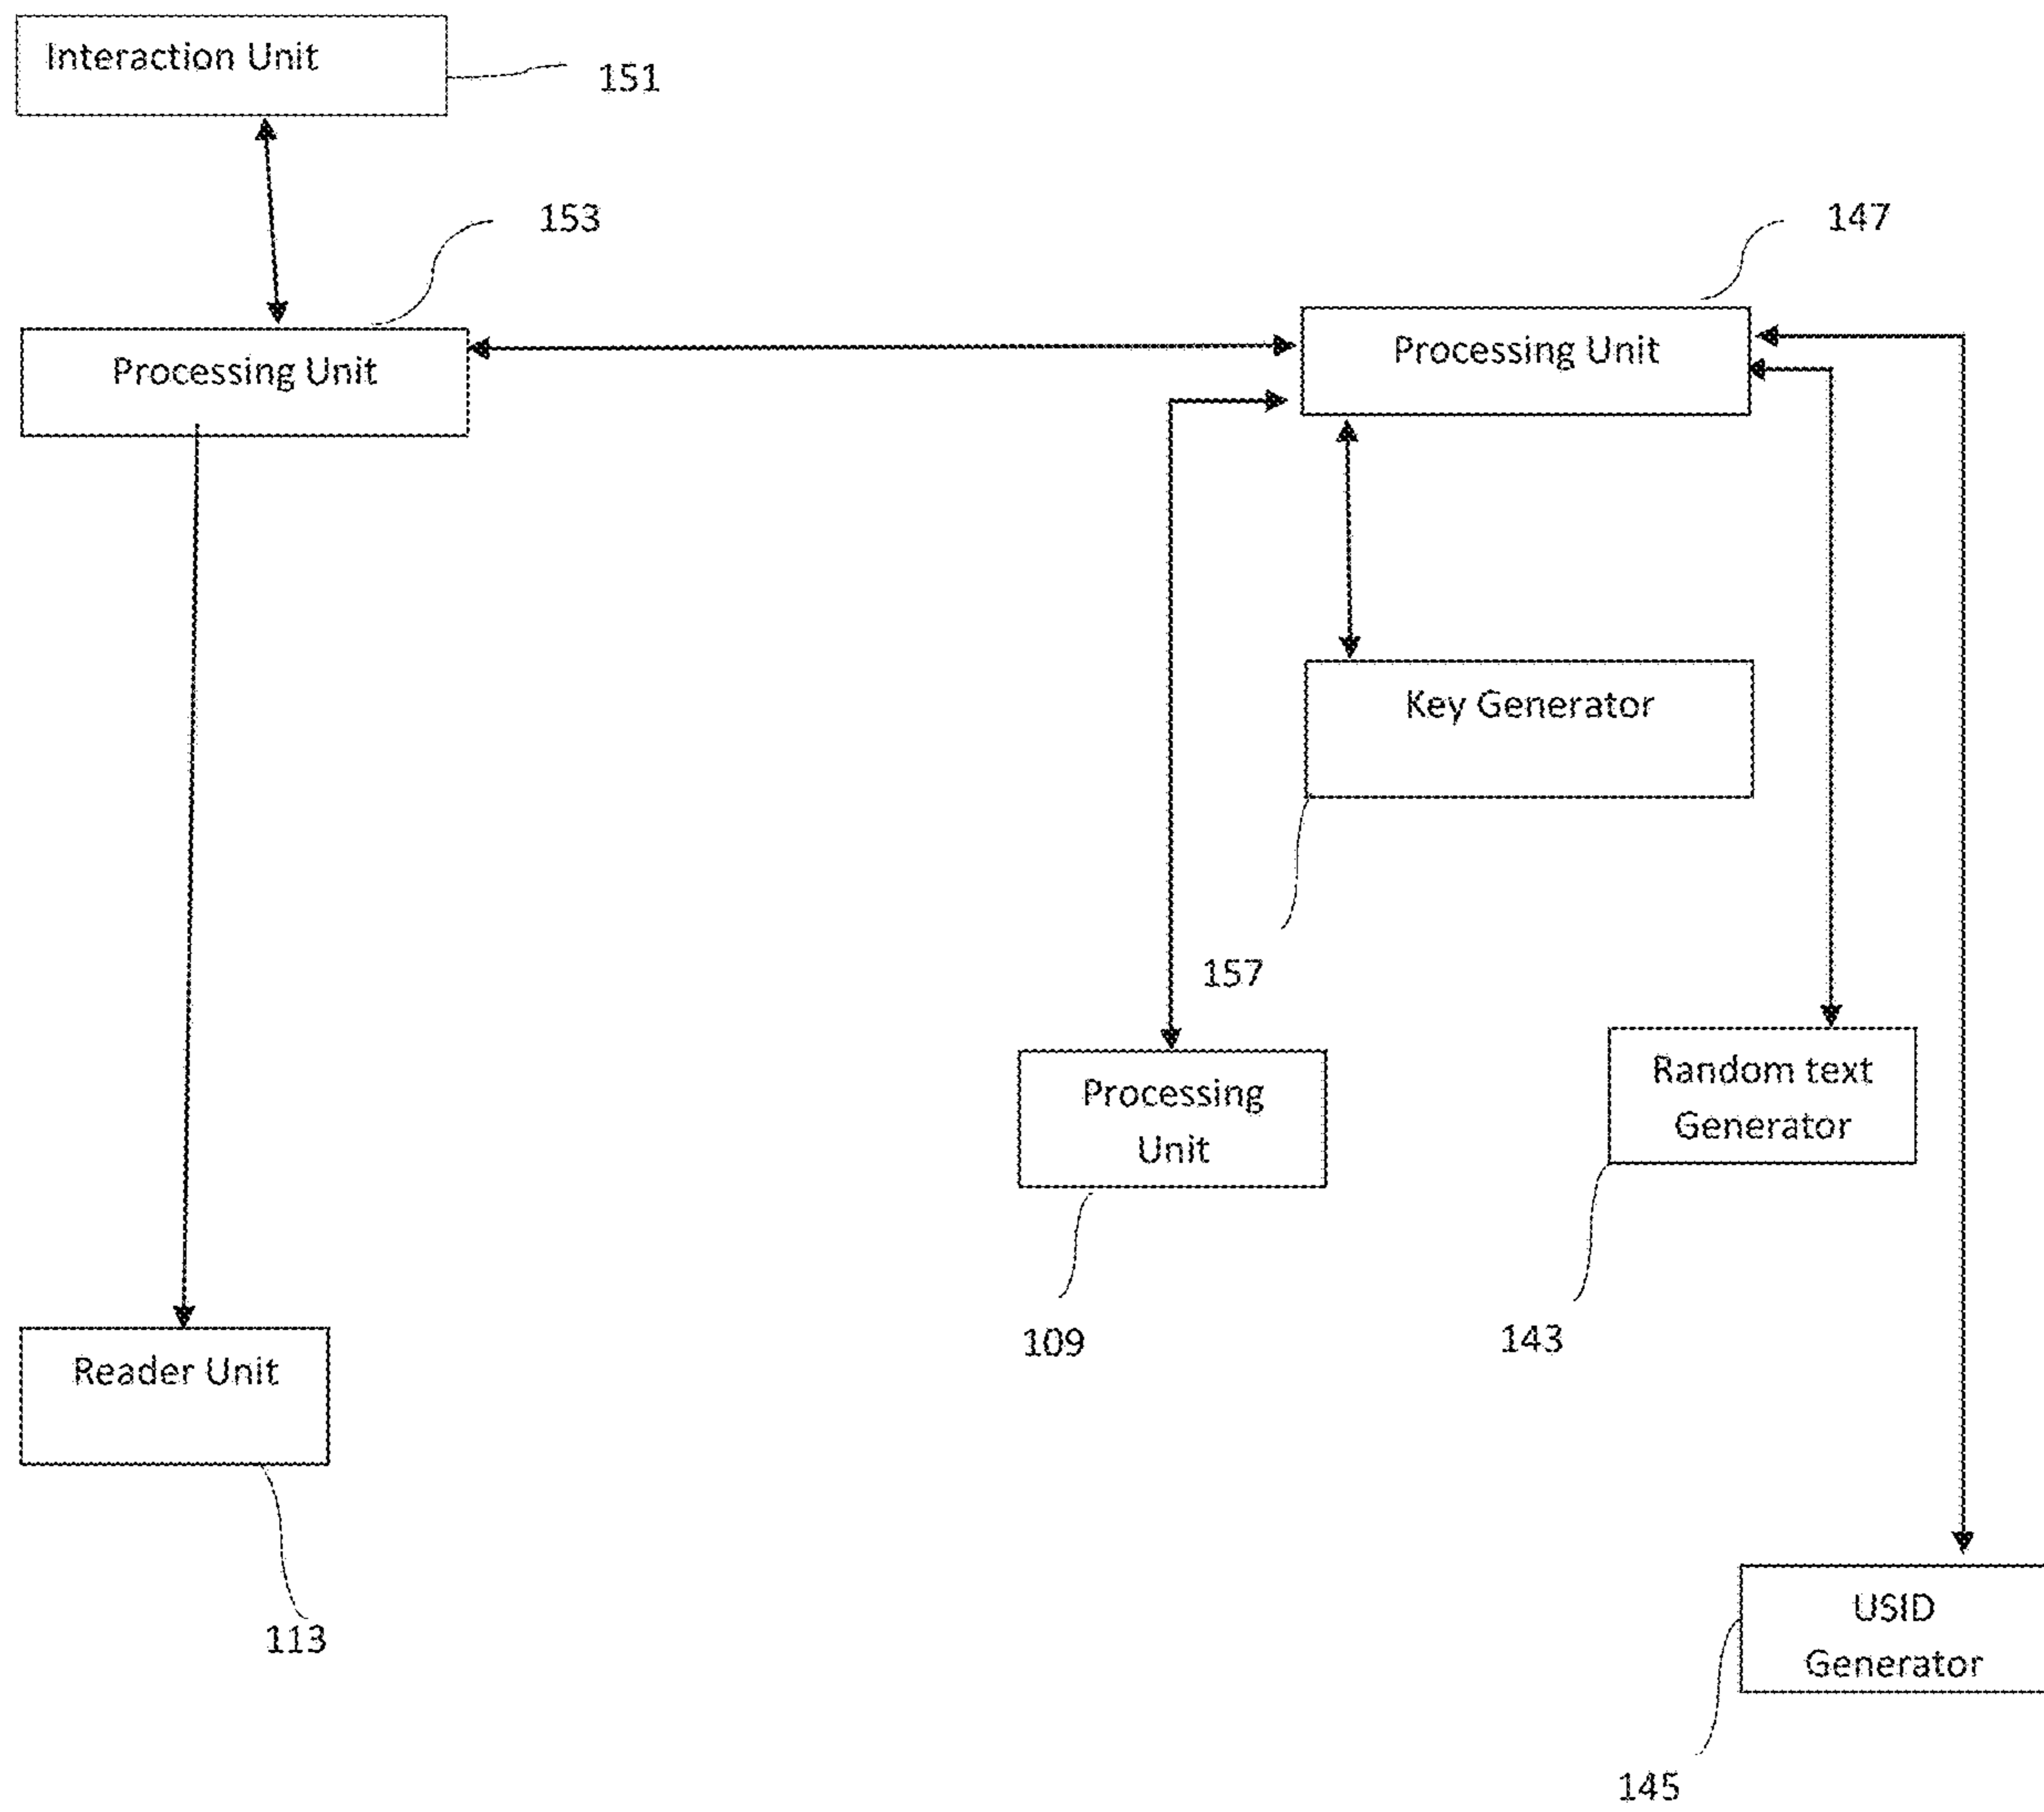 Interaction Unit
151
153
147
Processing Unit
Processing Unit
Key Generator
157
Processing
Unit
Random text
Generator
109
143
Reader Unit
113
USID
Generator
145